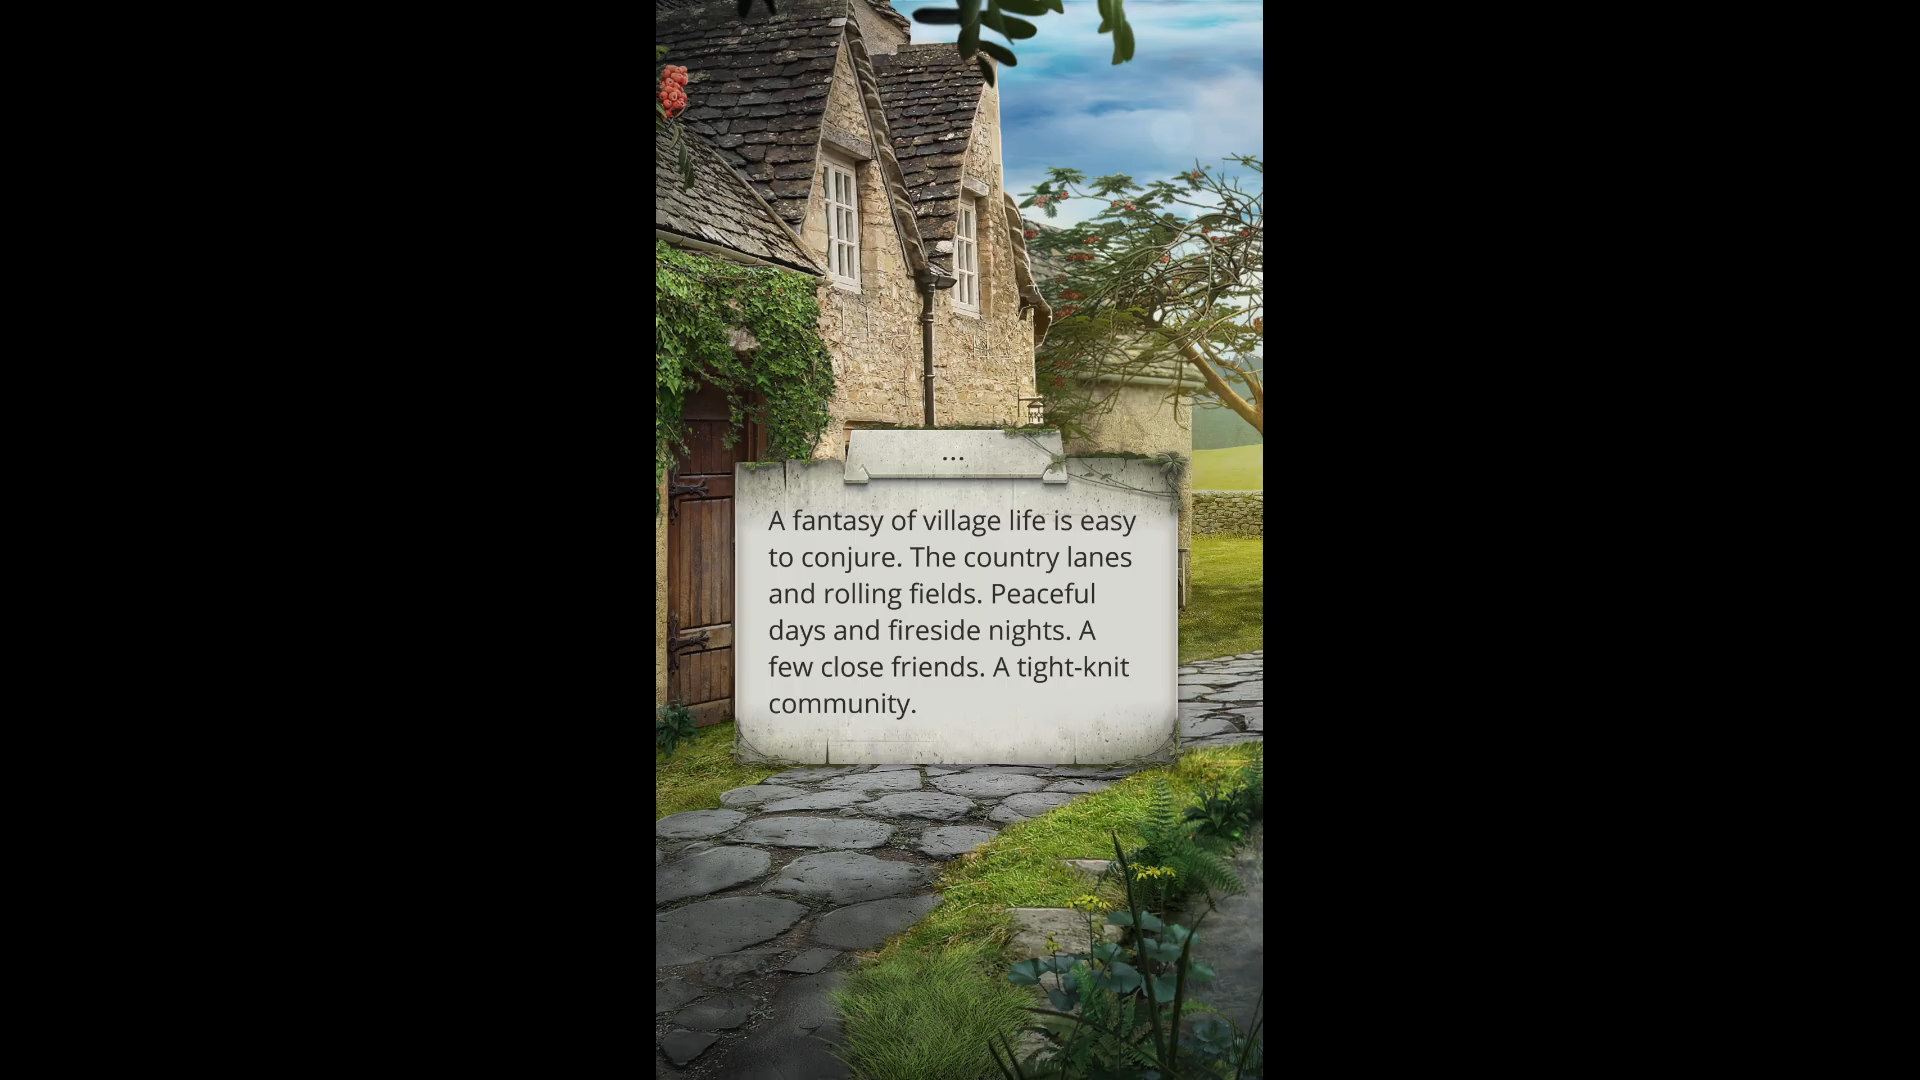 ...
A fantasy of village life is easy
to conjure. The country lanes
and rolling fields. Peaceful
days and fireside nights. A
few close friends. A tight-knit
community.